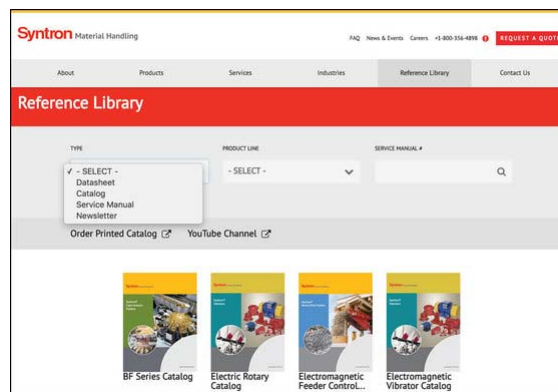 Syntron Material Handling
FAQ News & Events Careers +1-800-356-4898 REQUEST A QUOTE
About Products Services Industries Reference Library Contact Us
Reference Library
TYPE PRODUCT LINE SERVICE MANUAL #
✓ - SELECT - - SELECT -
Datasheet
Catalog
Service Manual
Newsletter
Order Printed Catalog YouTube Channel
BF Series Catalog Electric Rotary Catalog Electromagnetic Feeder Control... Electromagnetic Vibrator Catalog